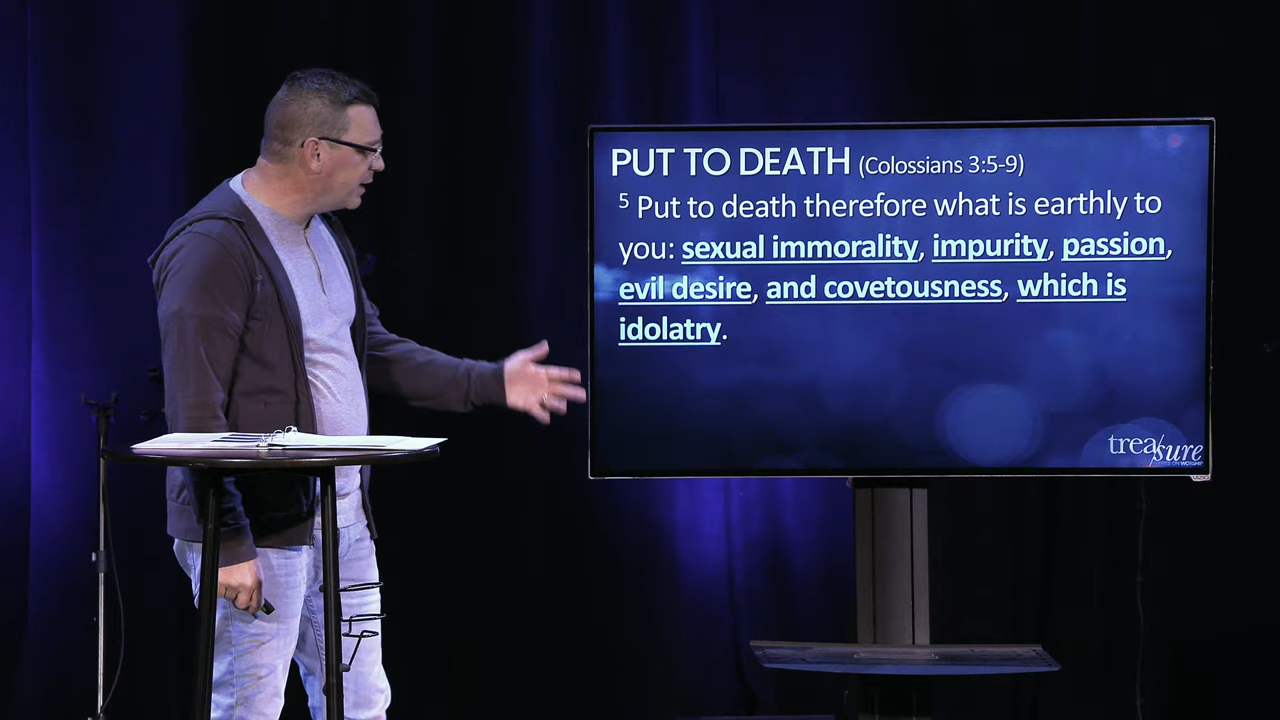 PUT TO DEATH (Colossians 3:5-9)
5 Put to death therefore what is earthly to
you: sexual immorality, impurity, passion,
evil desire, and covetousness, which is
idolatry.
treasure
WORSHIP